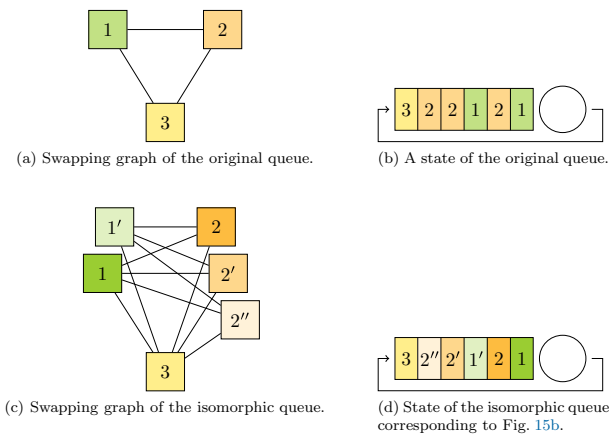 1 2
3
(a) Swapping graph of the original queue.
3 2 2 1 2 1
(b) A state of the original queue.
1′ 2
1 2′
2″
3
(c) Swapping graph of the isomorphic queue.
3 2″ 2′ 1′ 2 1
(d) State of the isomorphic queue
corresponding to Fig. 15b.